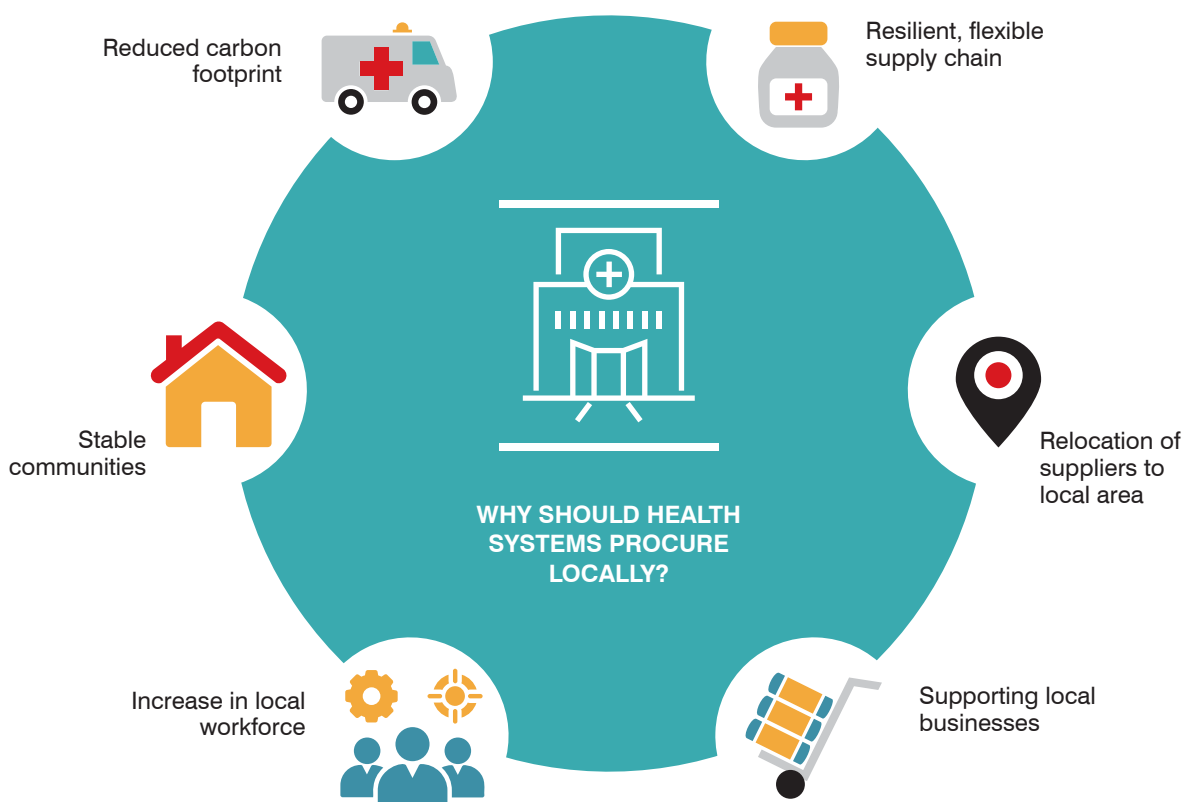 Reduced carbon
footprint
Resilient, flexible
supply chain
Stable
communities
Relocation of
suppliers to
local area
WHY SHOULD HEALTH
SYSTEMS PROCURE
LOCALLY?
Increase in local
workforce
Supporting local
businesses